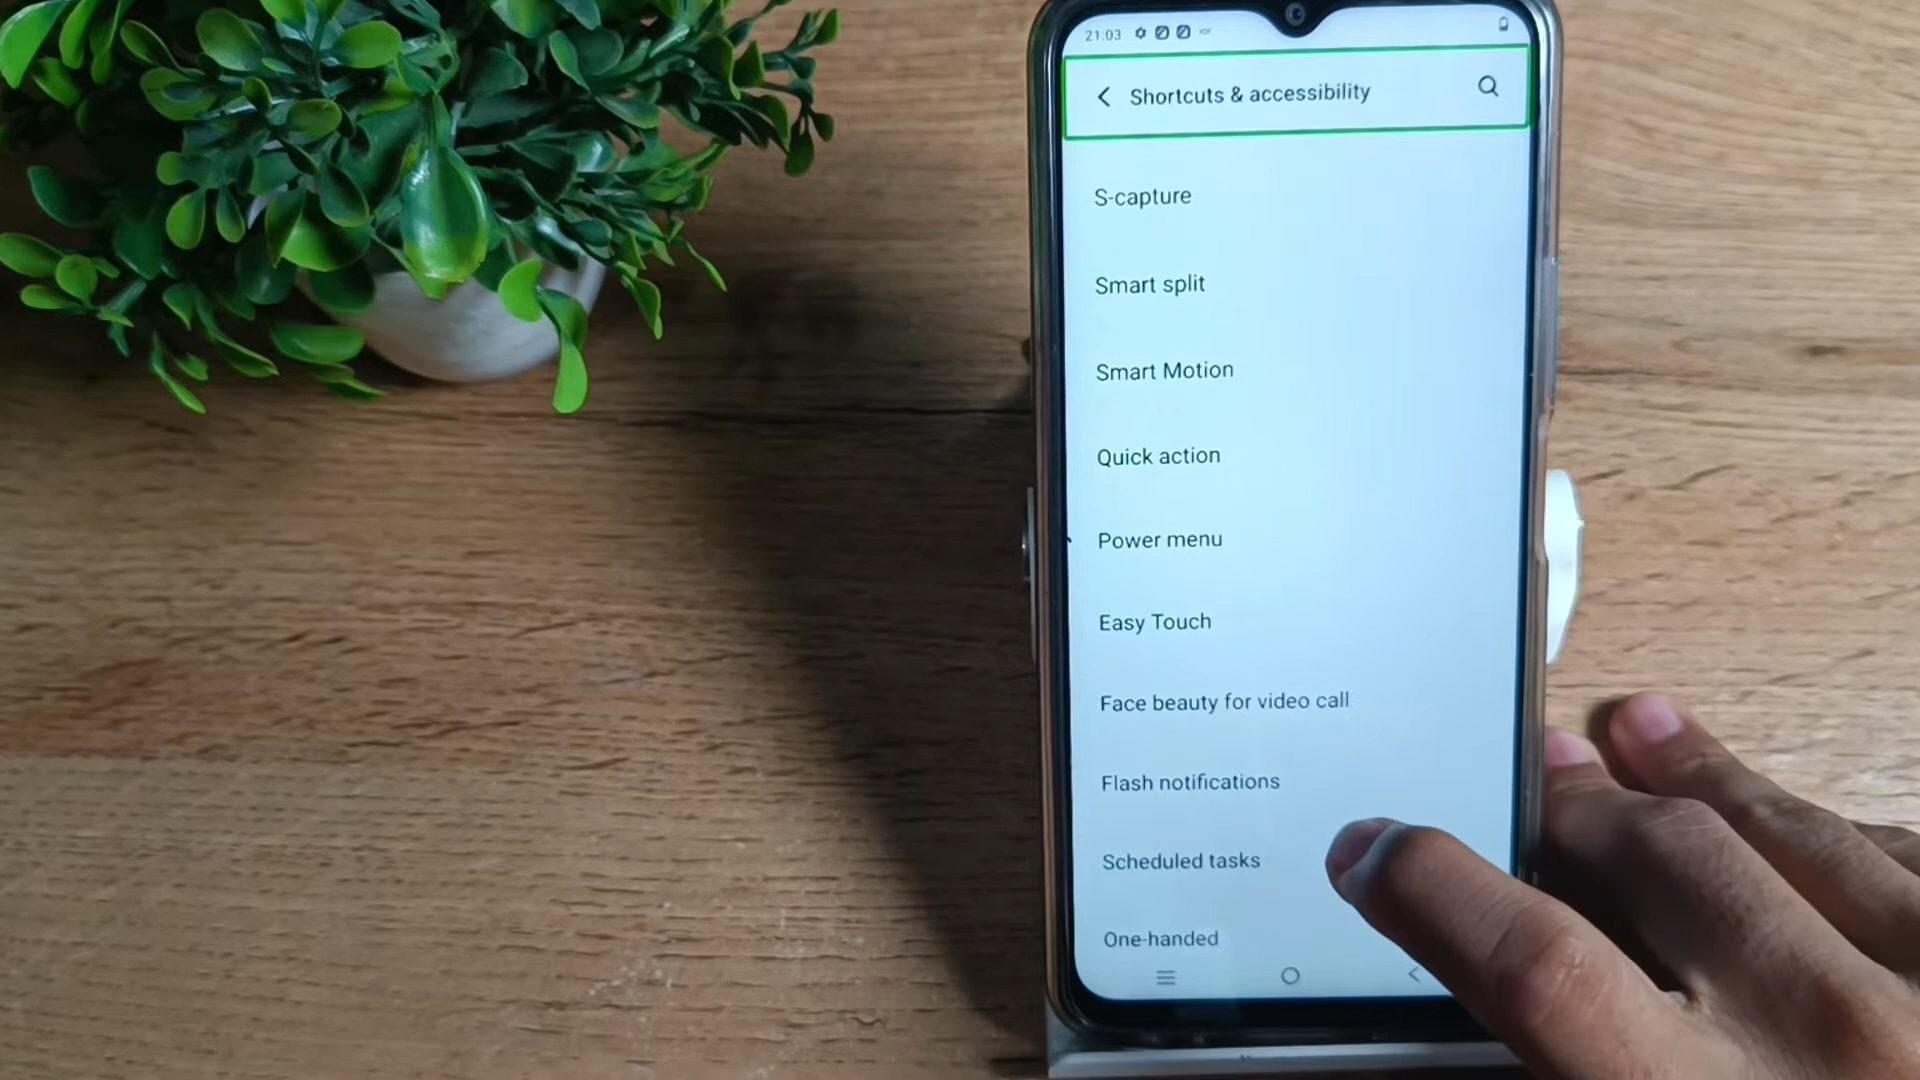 21:03
Shortcuts & accessibility
S-capture
Smart split
Smart Motion
Quick action
Power menu
Easy Touch
Face beauty for video call
Flash notifications
Scheduled tasks
One-handed